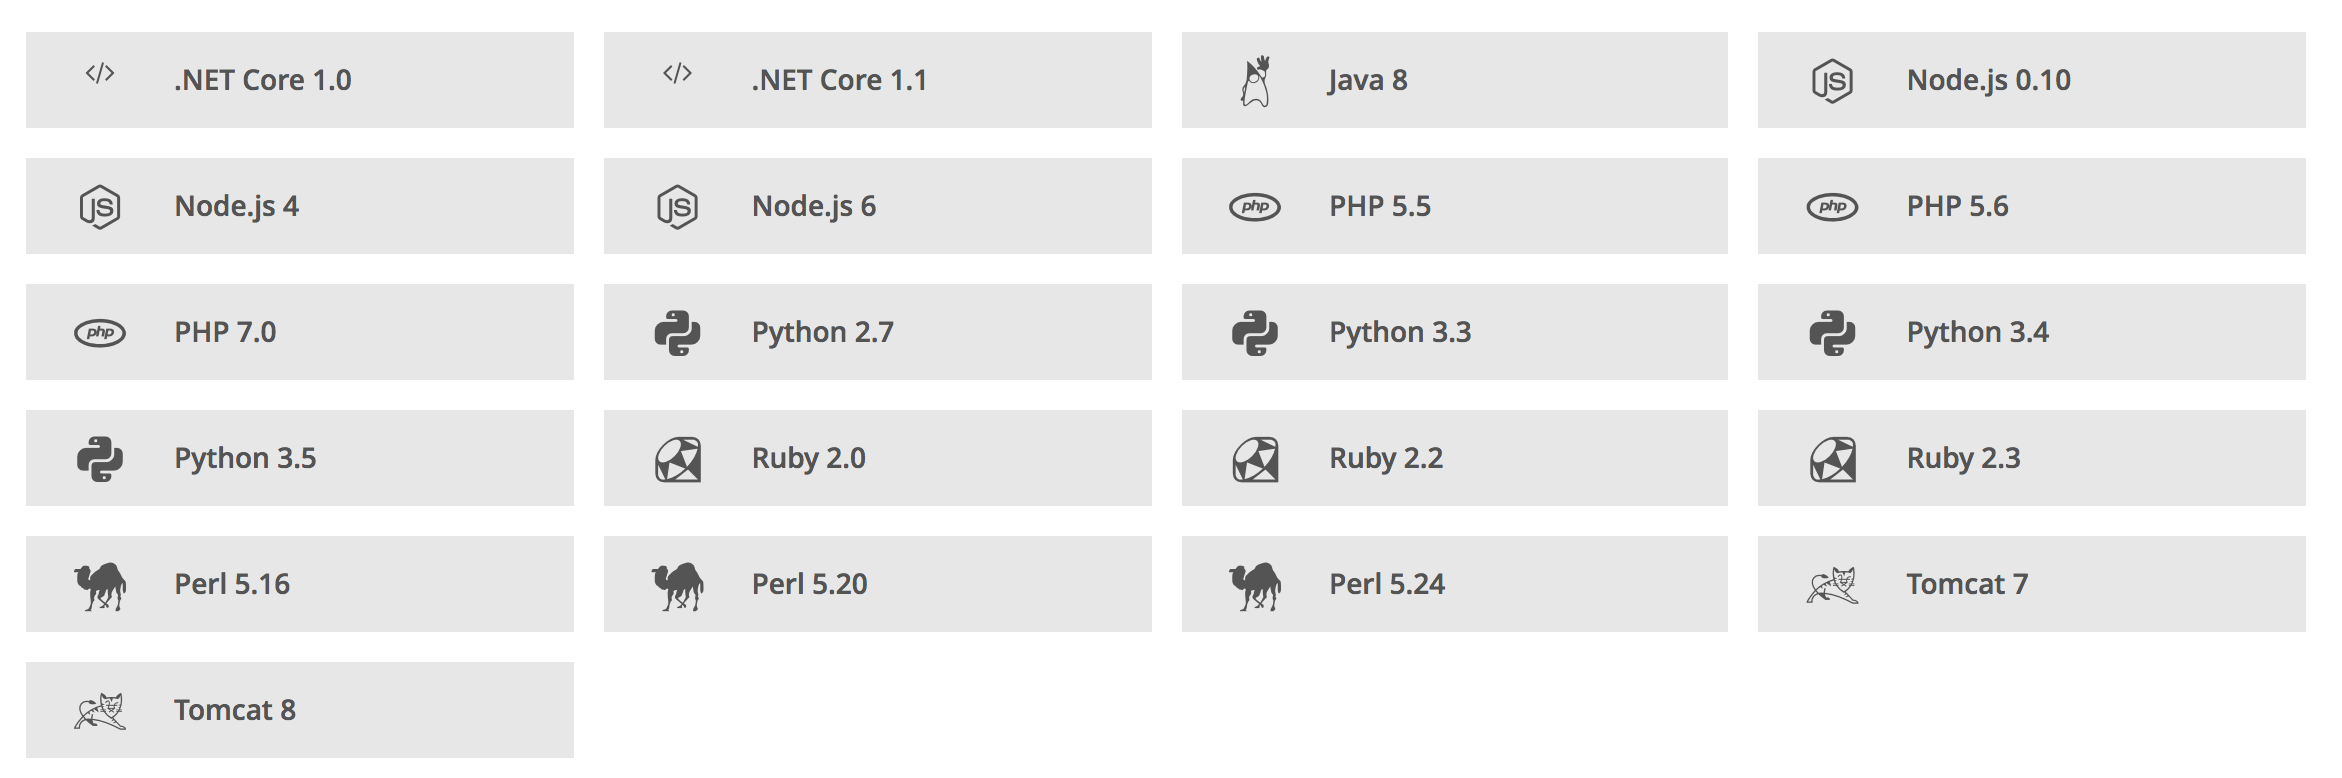 </> .NET Core 1.0
</> .NET Core 1.1
Java 8
JS Node.js 0.10
JS Node.js 4
JS Node.js 6
php PHP 5.5
php PHP 5.6
php PHP 7.0
Python 2.7
Python 3.3
Python 3.4
Python 3.5
Ruby 2.0
Ruby 2.2
Ruby 2.3
Perl 5.16
Perl 5.20
Perl 5.24
Tomcat 7
Tomcat 8